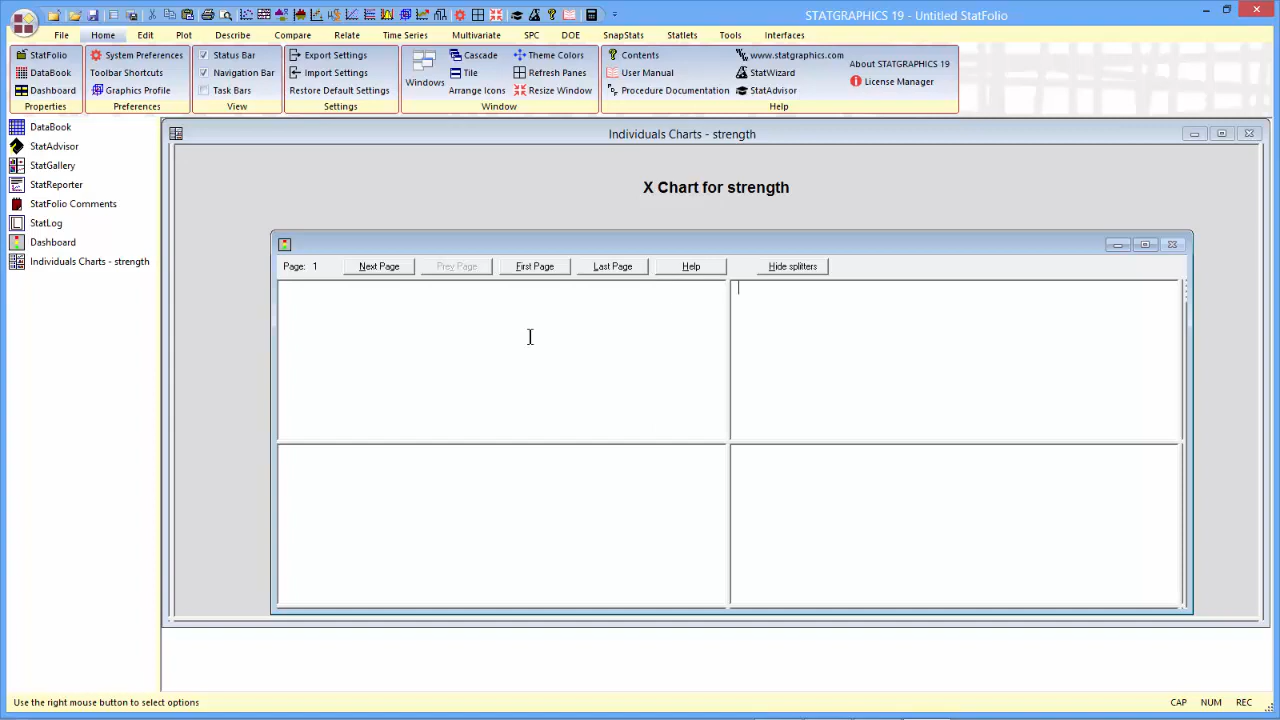 STATGRAPHICS 19 - Untitled StatFolio
File Home Edit Plot Describe Compare Relate Time Series Multivariate SPC DOE SnapStats Statlets Tools Interfaces
StatFolio System Preferences Status Bar Export Settings Cascade Theme Colors Contents www.statgraphics.com About STATGRAPHICS 19
DataBook Toolbar Shortcuts Navigation Bar Import Settings Windows Tile Refresh Panes User Manual StatWizard License Manager
Dashboard Graphics Profile Task Bars Restore Default Settings Arrange Icons Resize Window Procedure Documentation StatAdvisor
Properties Preferences View Settings Window Help
DataBook
StatAdvisor
StatGallery
StatReporter
StatFolio Comments
StatLog
Dashboard
Individuals Charts - strength
Individuals Charts - strength
X Chart for strength
Page: 1 Next Page Prev Page First Page Last Page Help Hide splitters
Use the right mouse button to select options CAP NUM REC